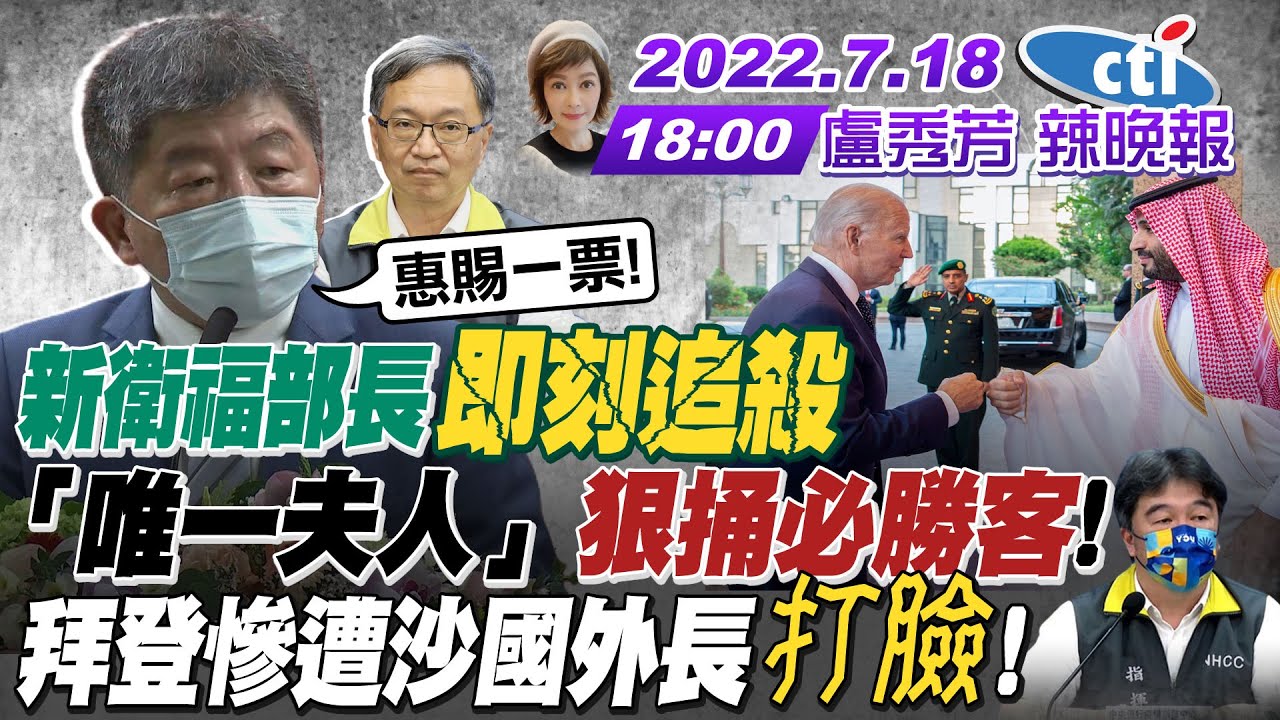 2022.7.18
cti
18:00
盧秀芳 辣晚報
惠賜一票!
新衛福部長即刻追殺
「唯一夫人」狠捅必勝客!
拜登慘遭沙國外長打臉!
NHCC
指
揮